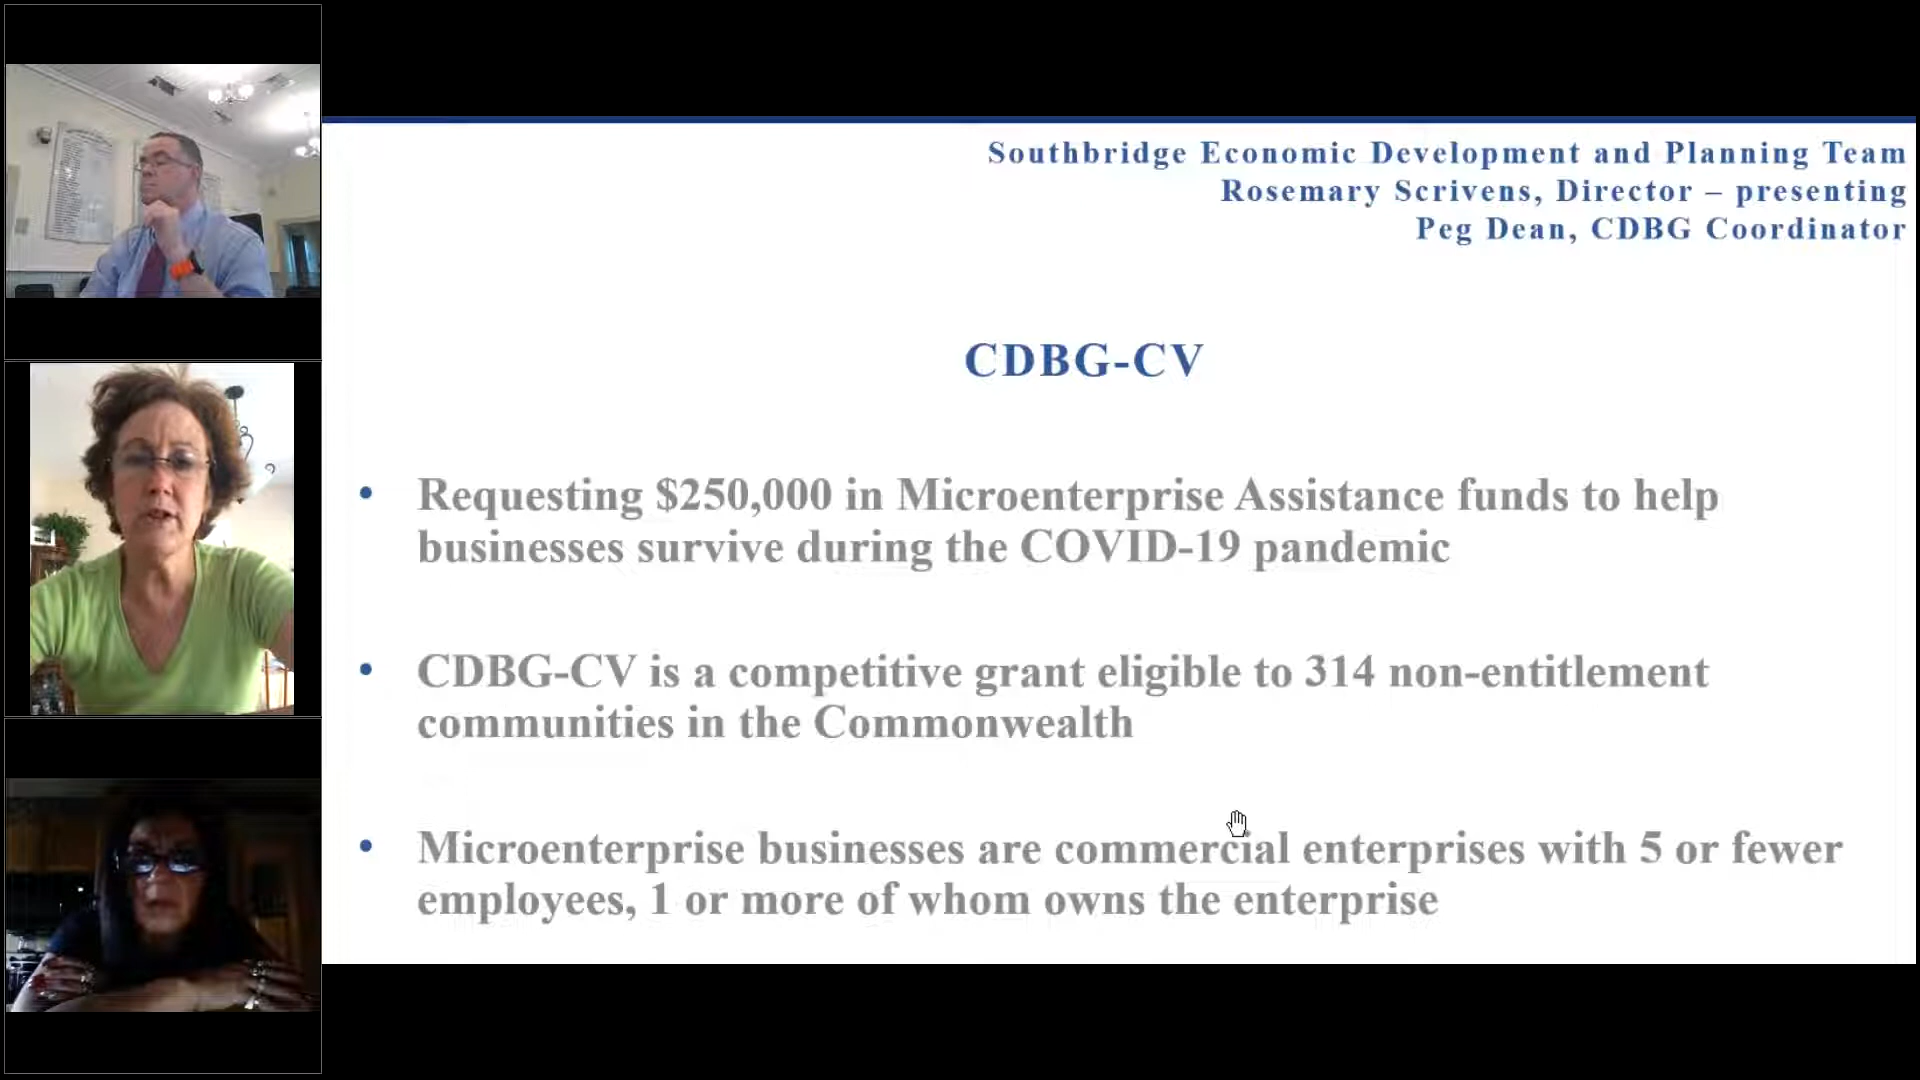 Southbridge Economic Development and Planning Team
Rosemary Scrivens, Director – presenting
Peg Dean, CDBG Coordinator
CDBG-CV
• Requesting $250,000 in Microenterprise Assistance funds to help
businesses survive during the COVID-19 pandemic
• CDBG-CV is a competitive grant eligible to 314 non-entitlement
communities in the Commonwealth
• Microenterprise businesses are commercial enterprises with 5 or fewer
employees, 1 or more of whom owns the enterprise